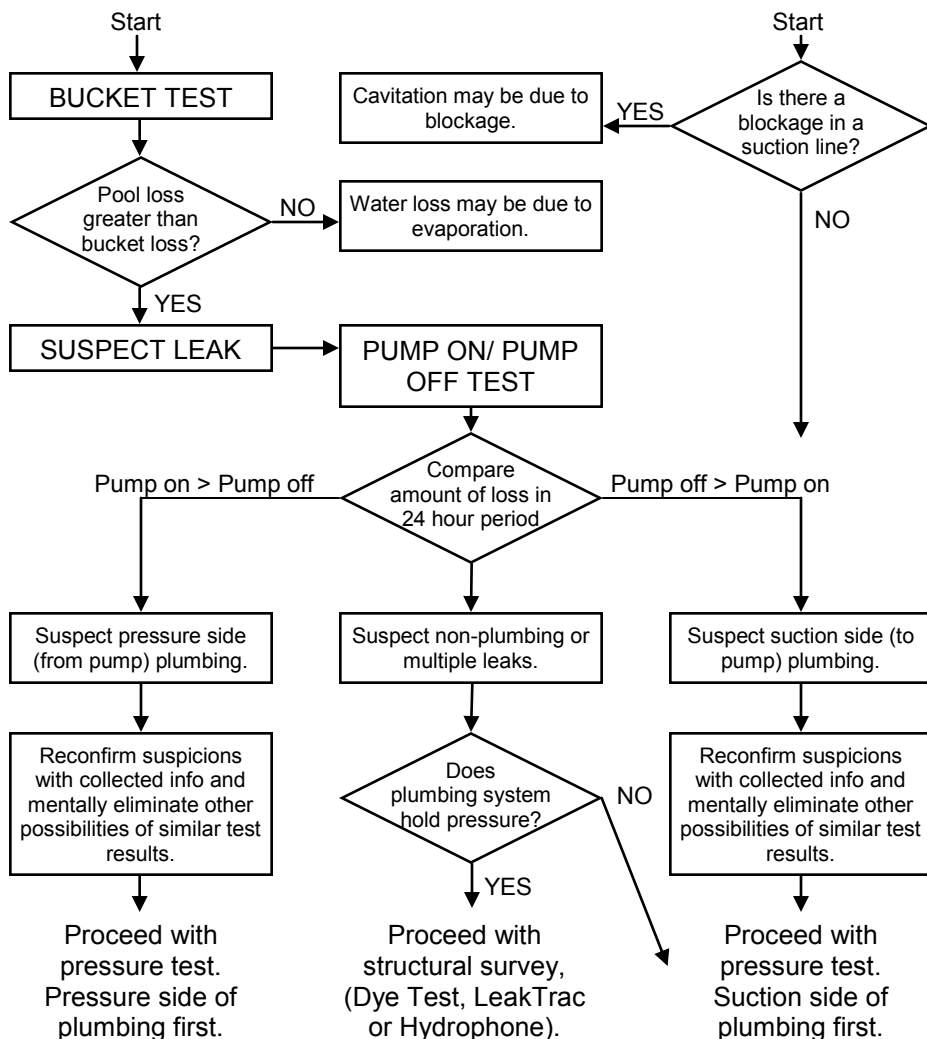 Start
BUCKET TEST
Pool loss
greater than
bucket loss?
NO
Water loss may be due to
evaporation.
YES
SUSPECT LEAK
PUMP ON/ PUMP
OFF TEST
Start
Is there a
blockage in a
suction line?
YES
Cavitation may be due to
blockage.
NO
Compare
amount of loss in
24 hour period
Pump on > Pump off
Pump off > Pump on
Suspect pressure side
(from pump) plumbing.
Reconfirm suspicions
with collected info and
mentally eliminate other
possibilities of similar test
results.
Proceed with
pressure test.
Pressure side of
plumbing first.
Suspect non-plumbing or
multiple leaks.
Does
plumbing system
hold pressure?
NO
YES
Proceed with
structural survey,
(Dye Test, LeakTrac
or Hydrophone).
Suspect suction side (to
pump) plumbing.
Reconfirm suspicions
with collected info and
mentally eliminate other
possibilities of similar test
results.
Proceed with
pressure test.
Suction side of
plumbing first.